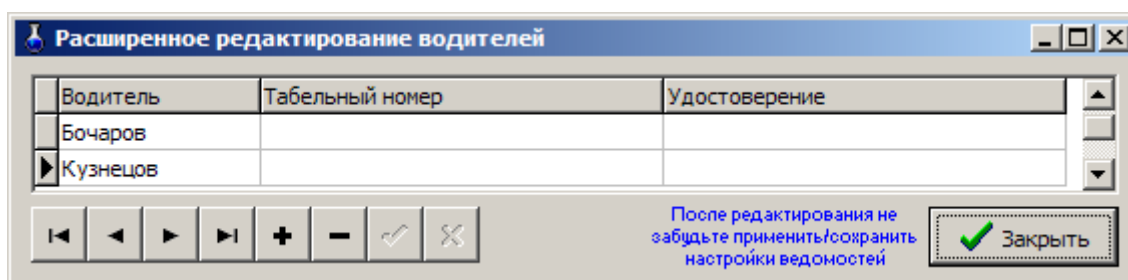 Расширенное редактирование водителей
Водитель Табельный номер Удостоверение
Бочаров
Кузнецов
После редактирования не
забудьте применить/сохранить
настройки ведомостей
Закрыть